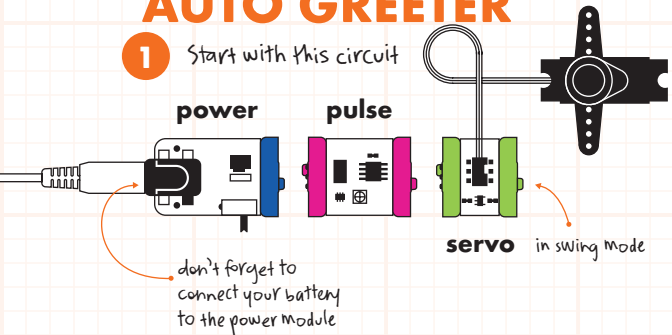 AUTO GREETER
1 Start with this circuit
power pulse
servo in swing mode
don't forget to
connect your battery
to the power module